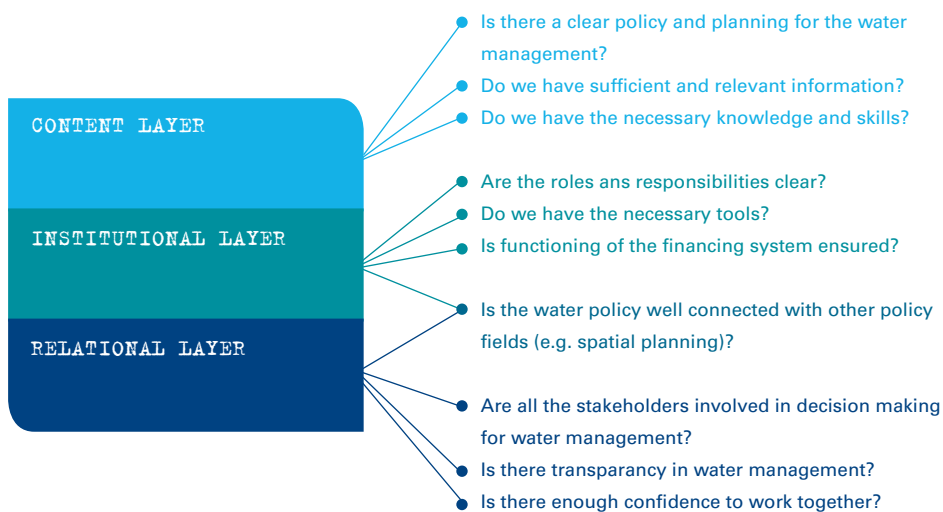 Is there a clear policy and planning for the water
management?
Do we have sufficient and relevant information?
Do we have the necessary knowledge and skills?
CONTENT LAYER
Are the roles ans responsibilities clear?
Do we have the necessary tools?
Is functioning of the financing system ensured?
INSTITUTIONAL LAYER
Is the water policy well connected with other policy
fields (e.g. spatial planning)?
RELATIONAL LAYER
Are all the stakeholders involved in decision making
for water management?
Is there transparancy in water management?
Is there enough confidence to work together?